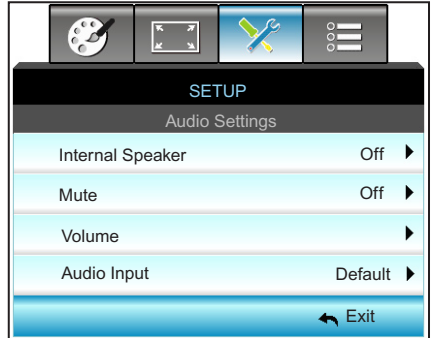 SETUP
Audio Settings
Internal Speaker Off
Mute Off
Volume
Audio Input Default
Exit